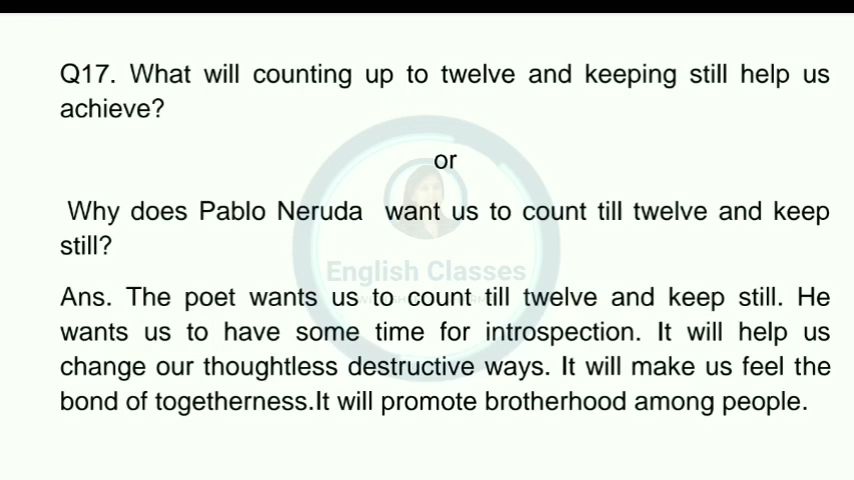 Q17. What will counting up to twelve and keeping still help us
achieve?
or
Why does Pablo Neruda want us to count till twelve and keep
still?
English Classes
Ans. The poet wants us to count till twelve and keep still. He
wants us to have some time for introspection. It will help us
change our thoughtless destructive ways. It will make us feel the
bond of togetherness.It will promote brotherhood among people.